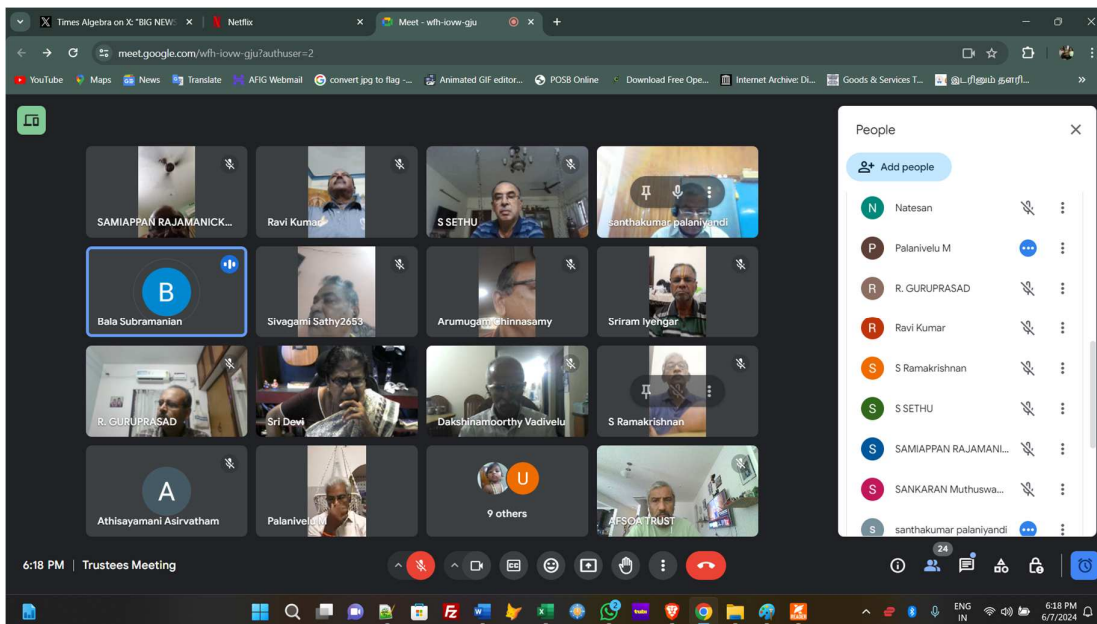 Times Algebra on X: "BIG NEWS
Netflix
Meet - wfh-iovw-gju
meet.google.com/wfh-iovw-gju?authuser=2
YouTube
Maps
News
Translate
AFIG Webmail
convert jpg to flag -...
Animated GIF editor...
POSB Online
Download Free Ope...
Internet Archive: Di...
Goods & Services T...
இடரினும் தளரி...
People
Add people
SAMIAPPAN RAJAMANICK...
Ravi Kumar
S SETHU
santhakumar palaniyandi
B
Bala Subramanian
Sivagami Sathy2653
Arumugam Chinnasamy
Sriram Iyengar
R. GURUPRASAD
Sri Devi
Dakshinamoorthy Vadivelu
S Ramakrishnan
A
Athisayamani Asirvatham
Palanivelu M
U
9 others
AFSOA TRUST
N
Natesan
P
Palanivelu M
R
R. GURUPRASAD
R
Ravi Kumar
S
S Ramakrishnan
S
S SETHU
S
SAMIAPPAN RAJAMANI...
S
SANKARAN Muthuswa...
S
santhakumar palaniyandi
6:18 PM | Trustees Meeting
CC
24
ENG
IN
6:18 PM
6/7/2024